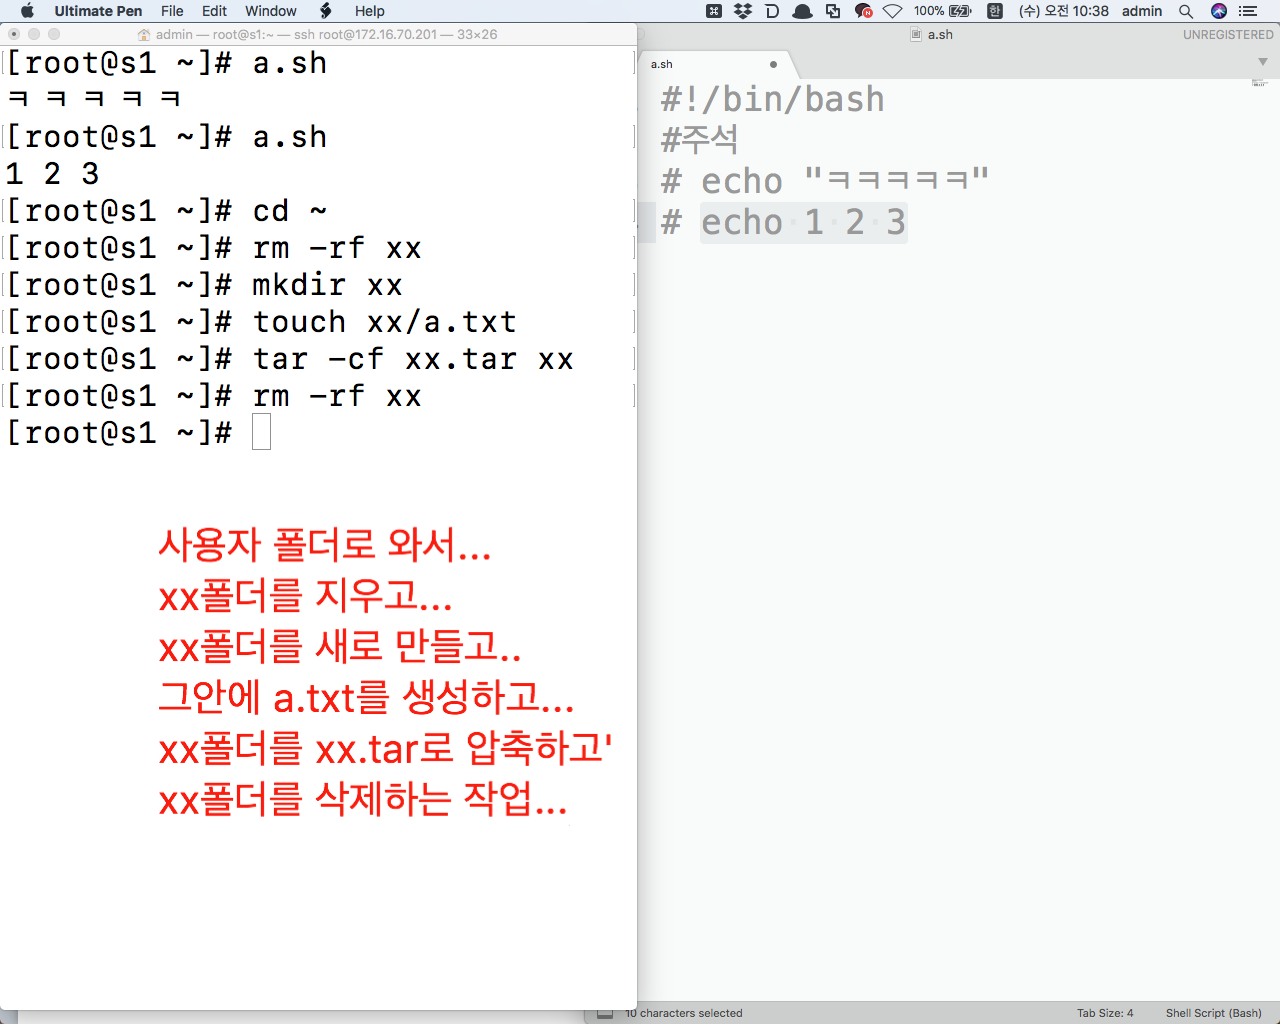 Ultimate Pen File Edit Window Help 100% 한 (수) 오전 10:38 admin
admin — root@s1:~ — ssh root@172.16.70.201 — 33×26
[root@s1 ~]# a.sh
ㅋㅋㅋㅋㅋ
[root@s1 ~]# a.sh
1 2 3
[root@s1 ~]# cd ~
[root@s1 ~]# rm -rf xx
[root@s1 ~]# mkdir xx
[root@s1 ~]# touch xx/a.txt
[root@s1 ~]# tar -cf xx.tar xx
[root@s1 ~]# rm -rf xx
[root@s1 ~]#
사용자 폴더로 와서...
xx폴더를 지우고...
xx폴더를 새로 만들고..
그안에 a.txt를 생성하고...
xx폴더를 xx.tar로 압축하고'
xx폴더를 삭제하는 작업...
a.sh UNREGISTERED
a.sh
#!/bin/bash
#주석
# echo "ㅋㅋㅋㅋㅋ"
# echo 1 2 3
10 characters selected Tab Size: 4 Shell Script (Bash)